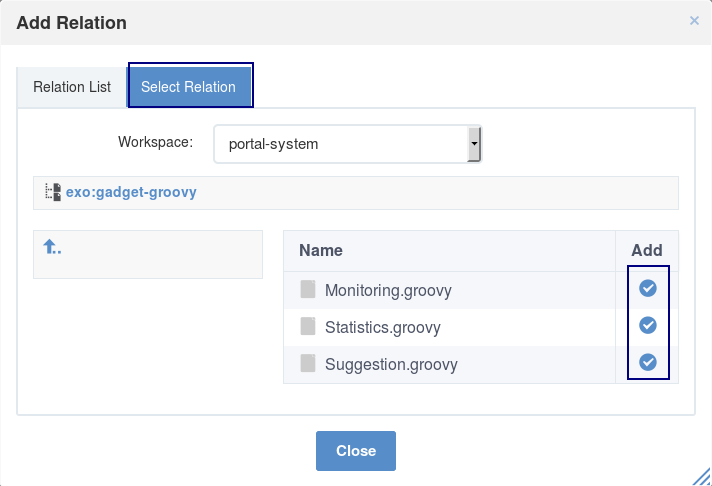 Add Relation
×
Relation List
Select Relation
Workspace:
portal-system
exo:gadget-groovy
..
Name
Add
Monitoring.groovy
Statistics.groovy
Suggestion.groovy
Close